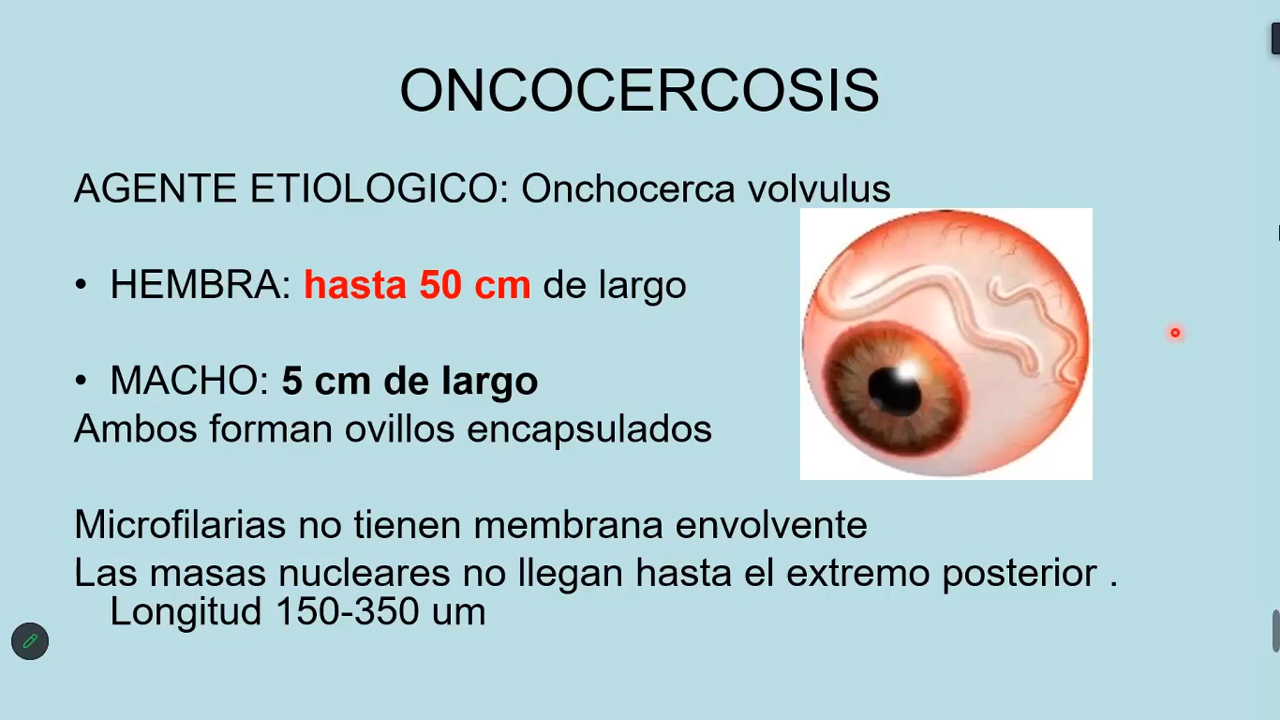 ONCOCERCOSIS
AGENTE ETIOLOGICO: Onchocerca volvulus
• HEMBRA: hasta 50 cm de largo
• MACHO: 5 cm de largo
Ambos forman ovillos encapsulados
Microfilarias no tienen membrana envolvente
Las masas nucleares no llegan hasta el extremo posterior .
Longitud 150-350 um